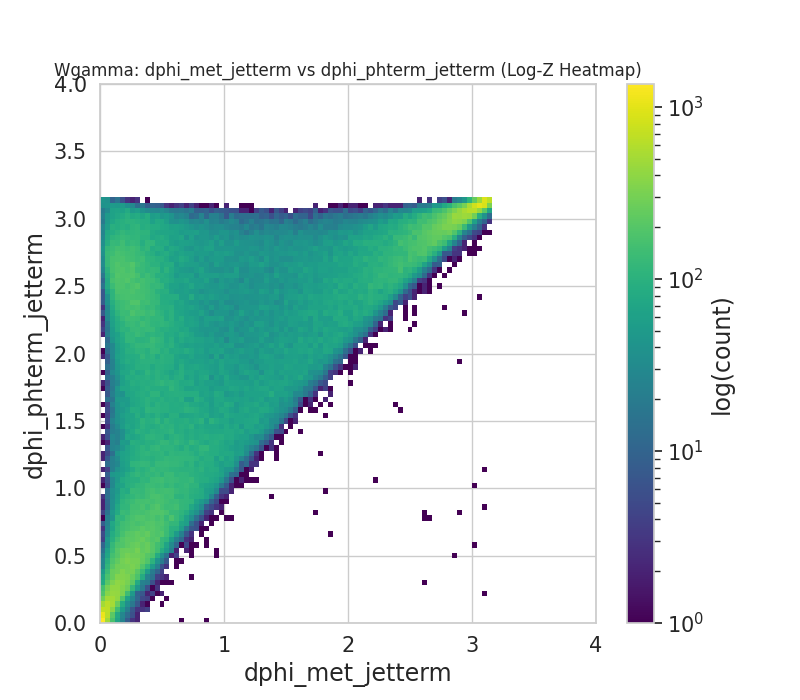 Wgamma: dphi_met_jetterm vs dphi_phterm_jetterm (Log-Z Heatmap)
4.0
3.5
3.0
2.5
2.0
1.5
1.0
0.5
0.0
dphi_phterm_jetterm
0 1 2 3 4
dphi_met_jetterm
10³
10²
10¹
10⁰
log(count)